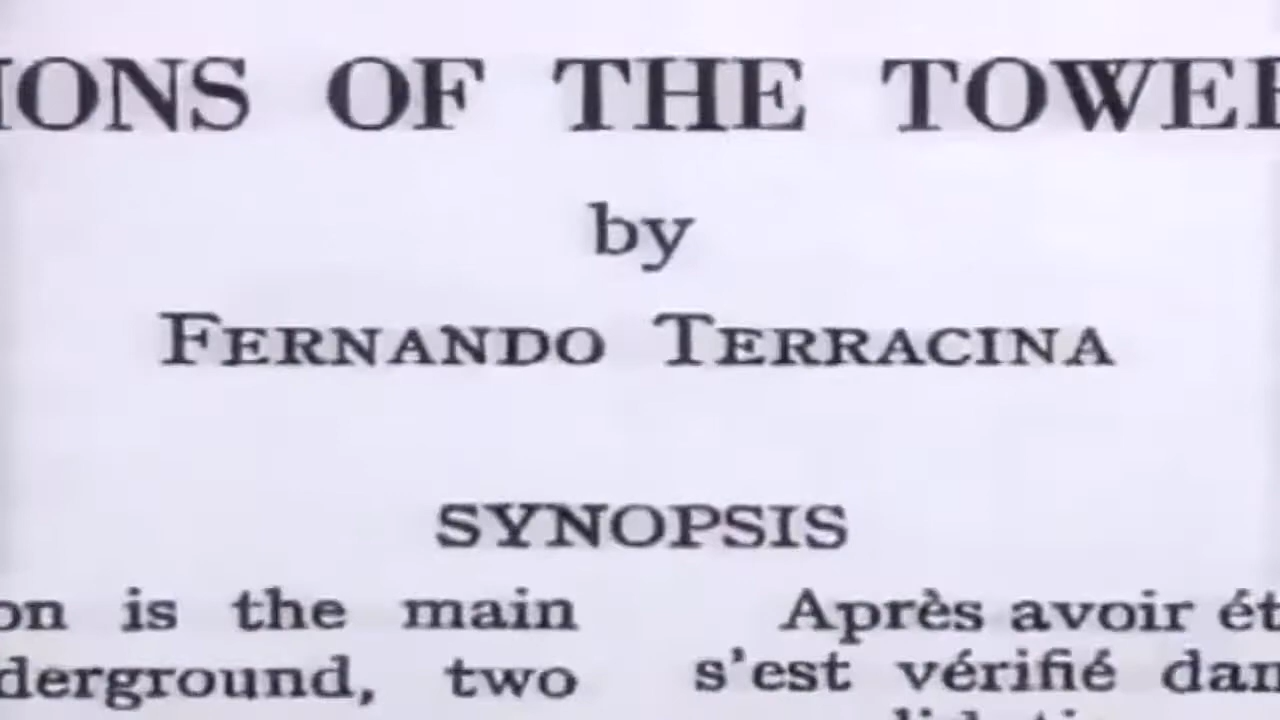 IONS OF THE TOWER
by
FERNANDO TERRACINA
SYNOPSIS
on is the main
derground, two
Après avoir ét
s'est vérifié dan